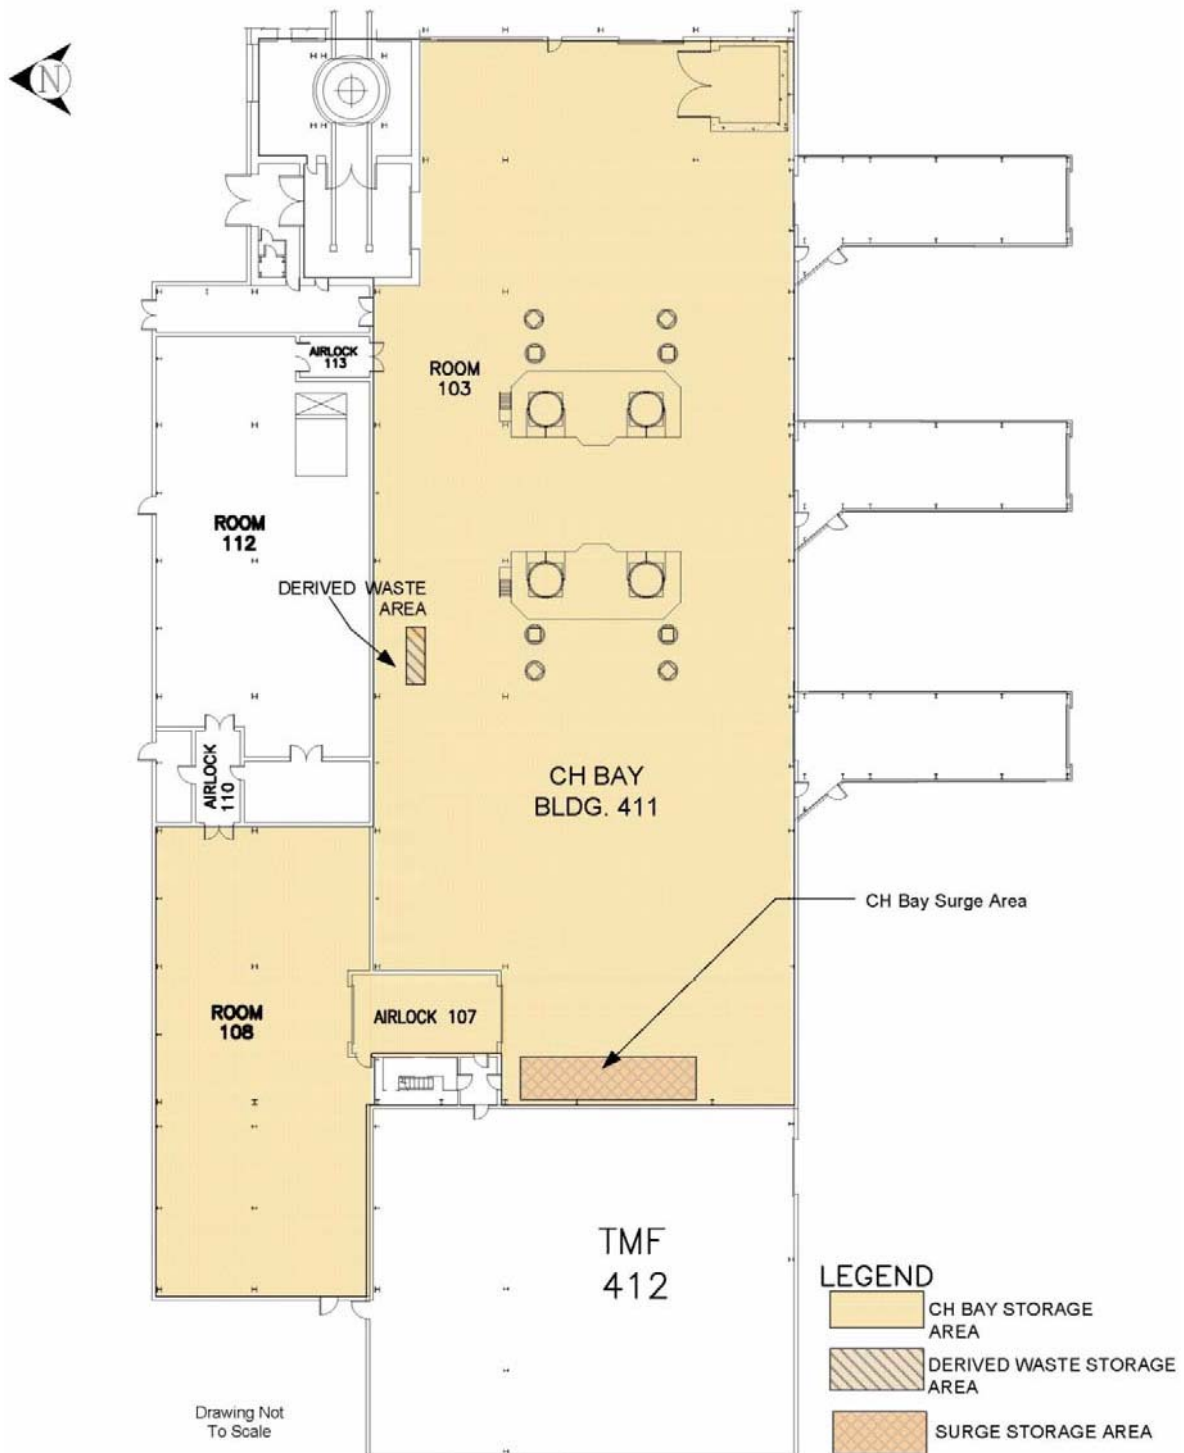 N
AIRLOCK
113
ROOM
103
ROOM
112
DERIVED WASTE
AREA
AIRLOCK
110
CH BAY
BLDG. 411
CH Bay Surge Area
ROOM
108
AIRLOCK 107
TMF
412
LEGEND
CH BAY STORAGE
AREA
DERIVED WASTE STORAGE
AREA
SURGE STORAGE AREA
Drawing Not
To Scale